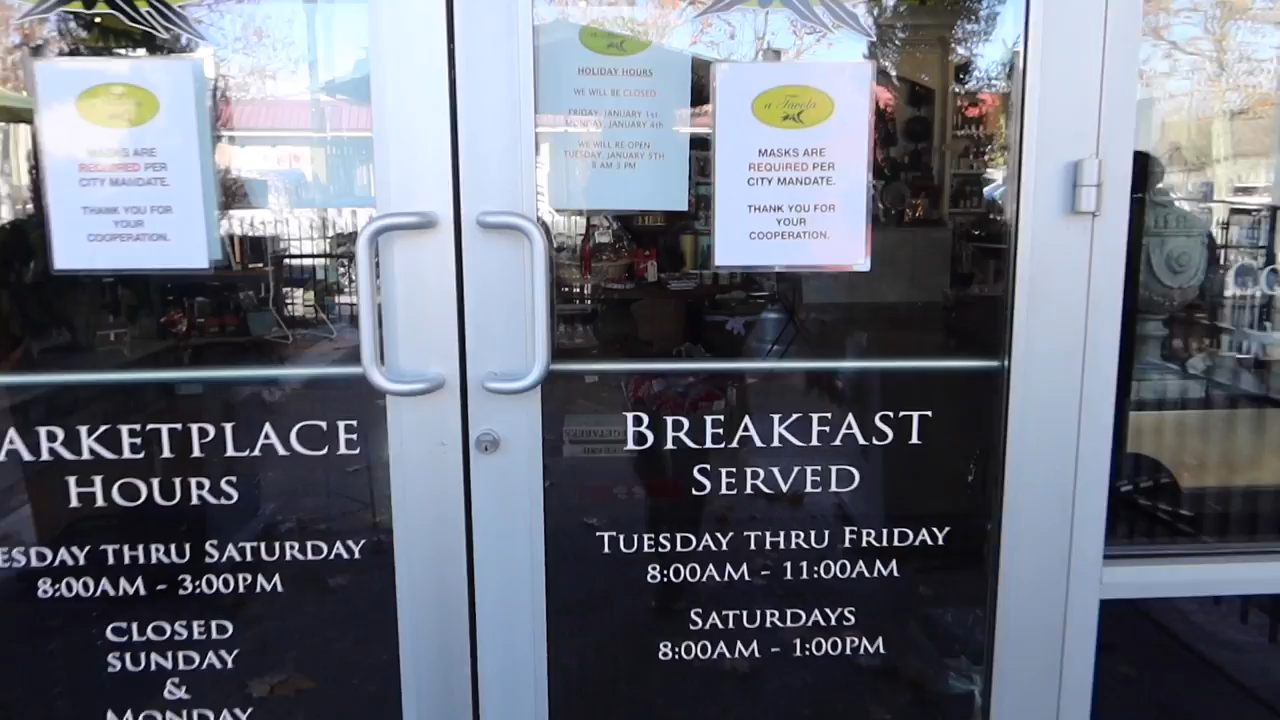 MASKS ARE
REQUIRED PER
CITY MANDATE.
THANK YOU FOR
YOUR
COOPERATION.
ARKETPLACE
HOURS
ESDAY THRU SATURDAY
8:00AM - 3:00PM
CLOSED
SUNDAY
&
MONDAY
HOLIDAY HOURS
WE WILL BE CLOSED
FRIDAY, JANUARY 1st
MONDAY, JANUARY 4th
WE WILL RE-OPEN
TUESDAY, JANUARY 5TH
8 AM 3 PM
a Tavola
MASKS ARE
REQUIRED PER
CITY MANDATE.
THANK YOU FOR
YOUR
COOPERATION.
BREAKFAST
SERVED
TUESDAY THRU FRIDAY
8:00AM - 11:00AM
SATURDAYS
8:00AM - 1:00PM